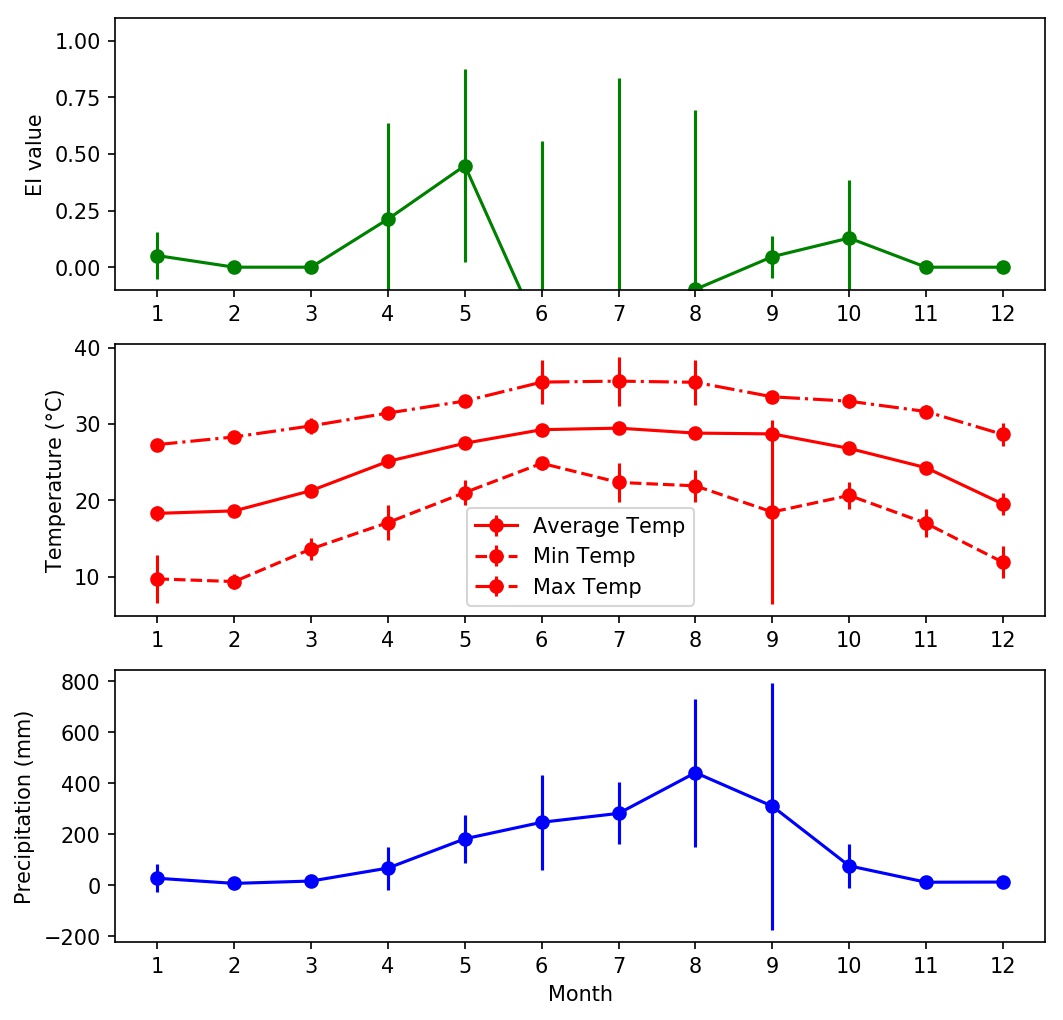 EI value
1.00
0.75
0.50
0.25
0.00
1 2 3 4 5 6 7 8 9 10 11 12
Temperature (°C)
40
30
20
10
Average Temp
Min Temp
Max Temp
1 2 3 4 5 6 7 8 9 10 11 12
Precipitation (mm)
800
600
400
200
0
−200
1 2 3 4 5 6 7 8 9 10 11 12
Month